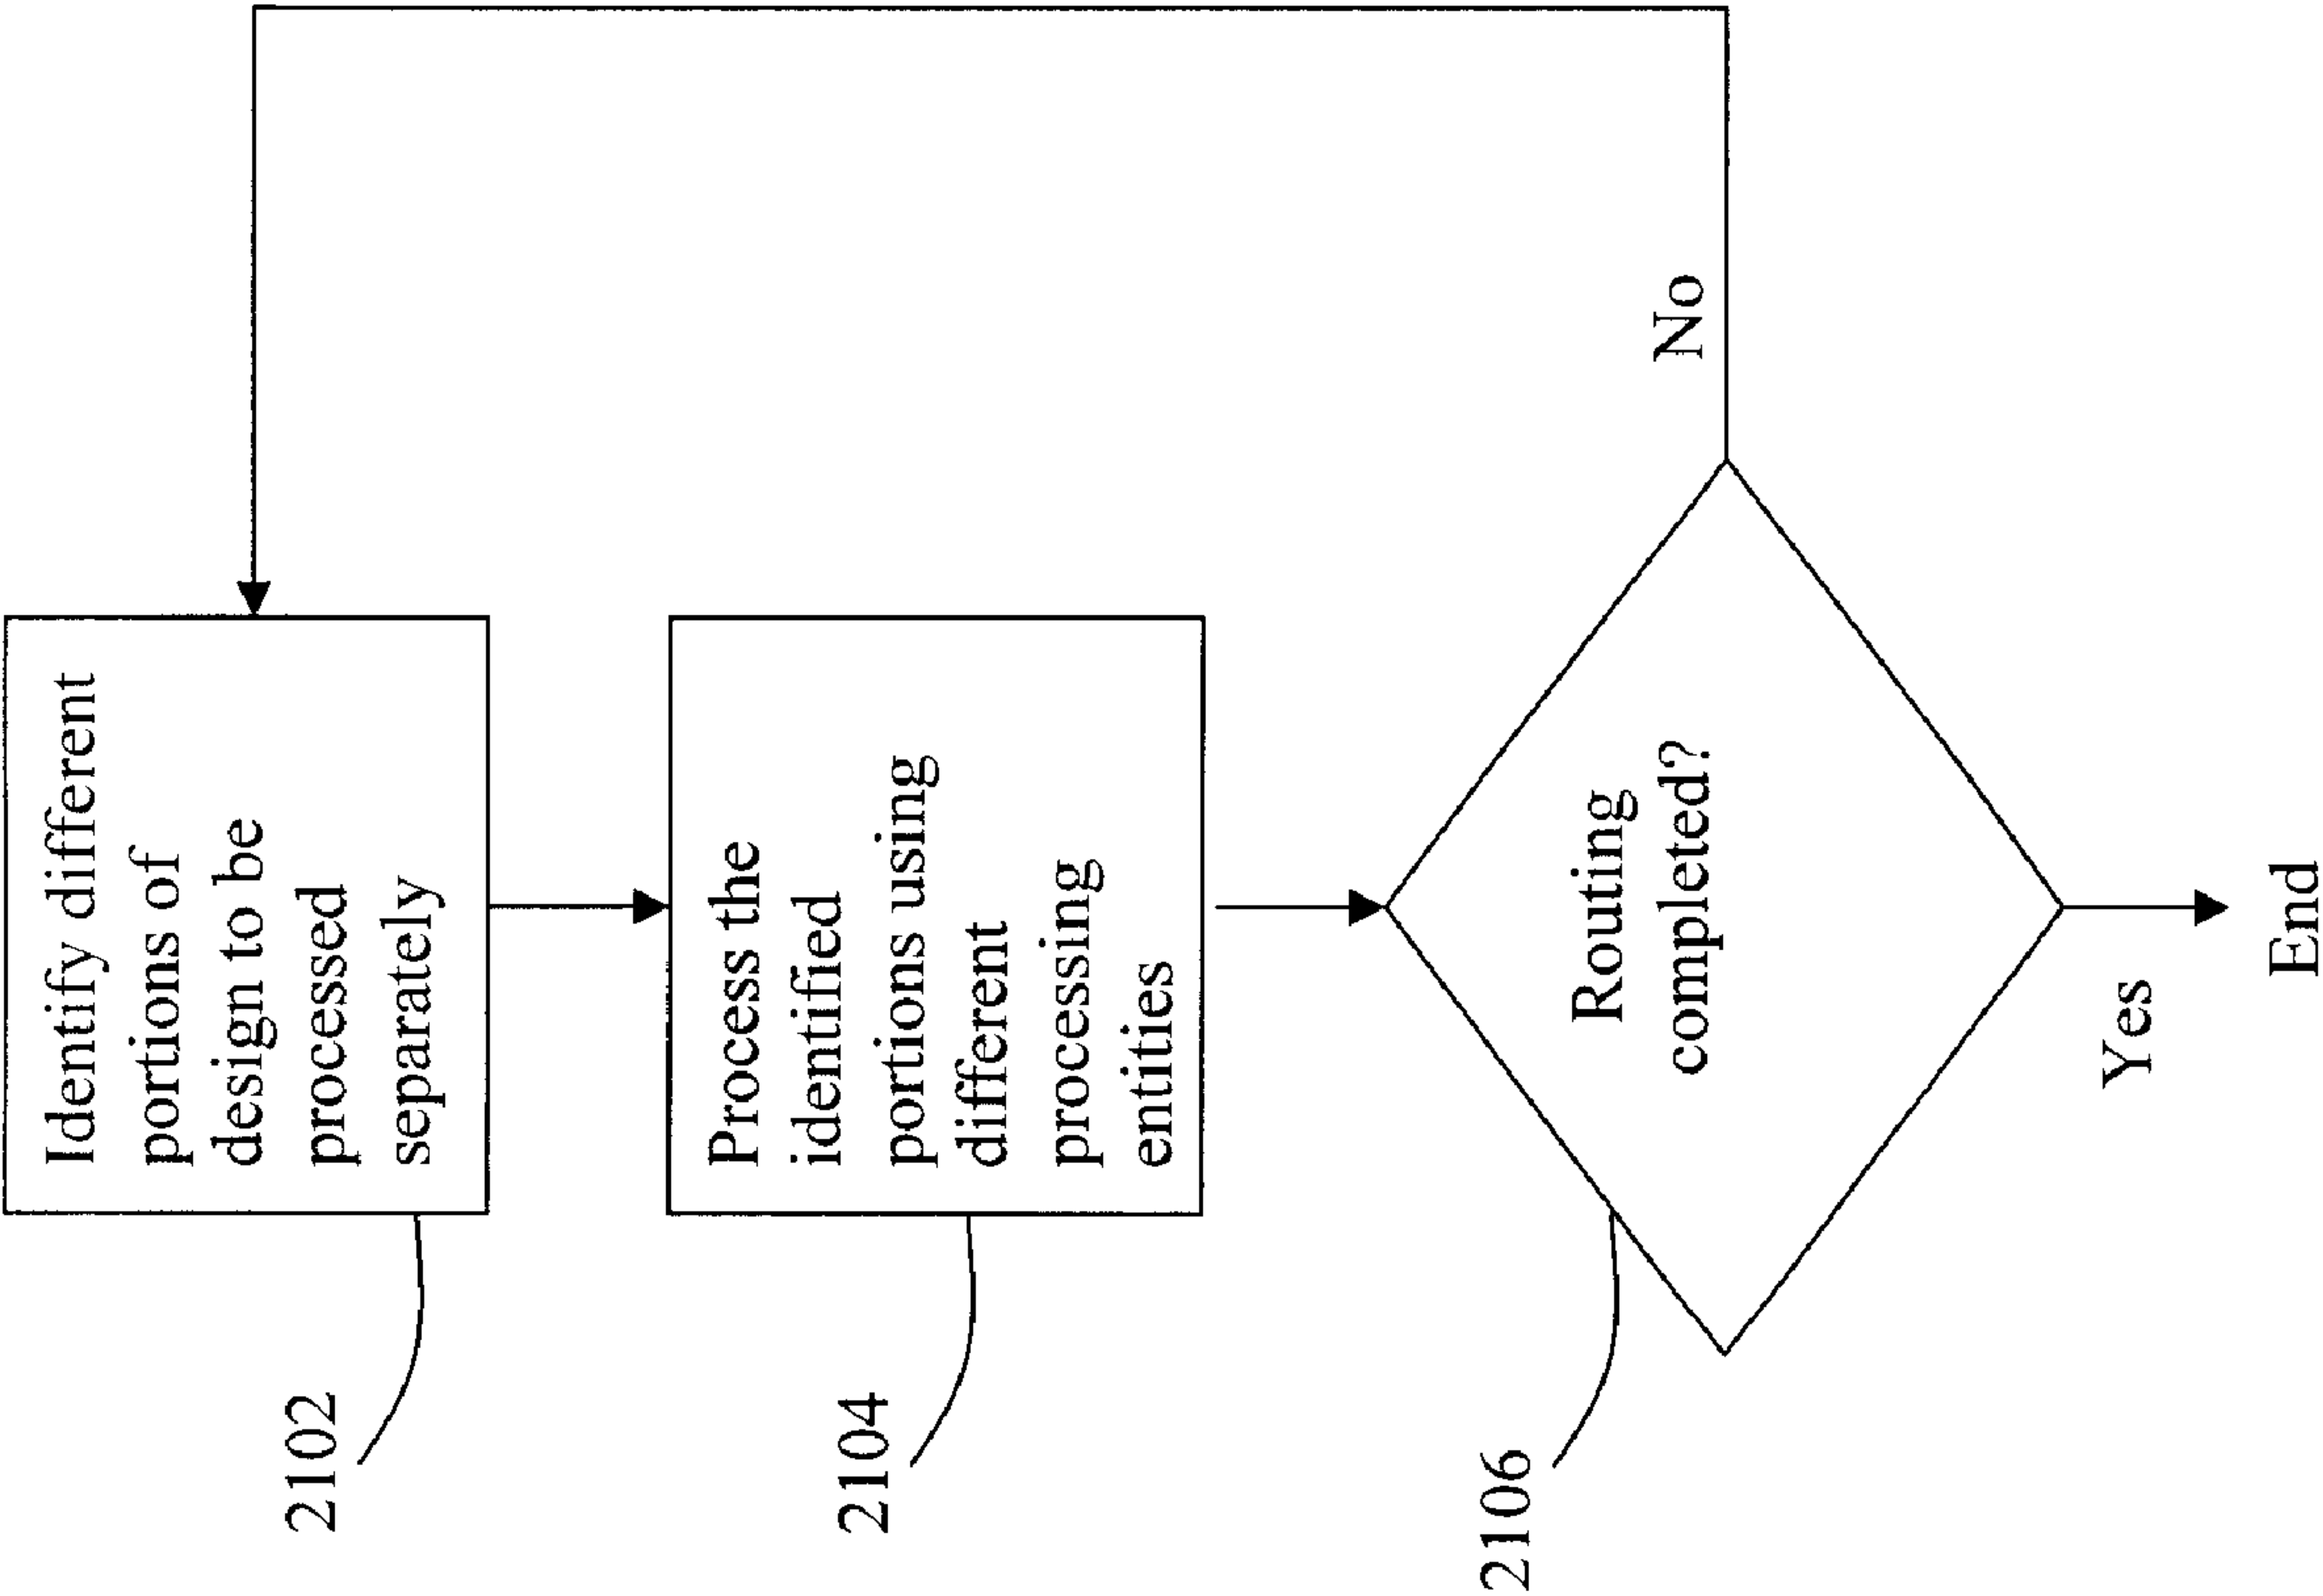 2102
Identify different
portions of
design to be
processed
separately
2104
Process the
identified
portions using
different
processing
entities
2106
Routing
completed?
No
Yes
End